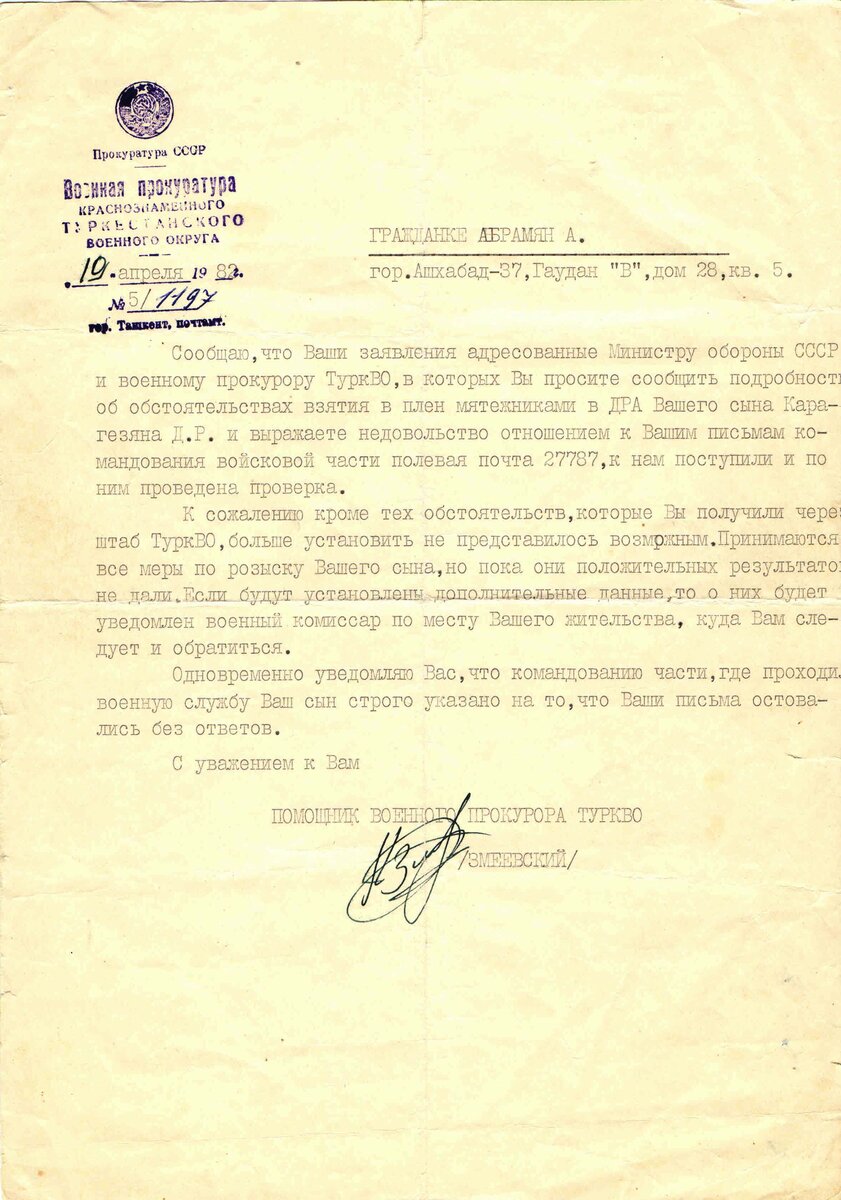 Прокуратура СССР
Военная прокуратура
КРАСНОЗНАМЕННОГО
ТУРКЕСТАНСКОГО
ВОЕННОГО ОКРУГА
"19" апреля 1982г.
№ 5/1197
гор. Ташкент, почтамт.
ГРАЖДАНКЕ АБРАМЯН А.
гор.Ашхабад-37,Гаудан "В",дом 28,кв. 5.
Сообщаю,что Ваши заявления адресованные Министру обороны СССР
и военному прокурору ТуркВО,в которых Вы просите сообщить подробности
об обстоятельствах взятия в плен мятежниками в ДРА Вашего сына Кара-
гезяна Д.Р. и выражаете недовольство отношением к Вашим письмам ко-
мандования войсковой части полевая почта 27787,к нам поступили и по
ним проведена проверка.
К сожалению кроме тех обстоятельств,которые Вы получили через
штаб ТуркВО,больше установить не представилось возможным.Принимаются
все меры по розыску Вашего сына,но пока они положительных результатов
не дали.Если будут установлены дополнительные данные,то о них будет
уведомлен военный комиссар по месту Вашего жительства, куда Вам сле-
дует и обратиться.
Одновременно уведомляю Вас,что командованию части,где проходил
военную службу Ваш сын строго указано на то,что Ваши письма остова-
лись без ответов.
С уважением к Вам
ПОМОЩНИК ВОЕННОГО ПРОКУРОРА ТУРКВО
/ЗМЕЕВСКИЙ/